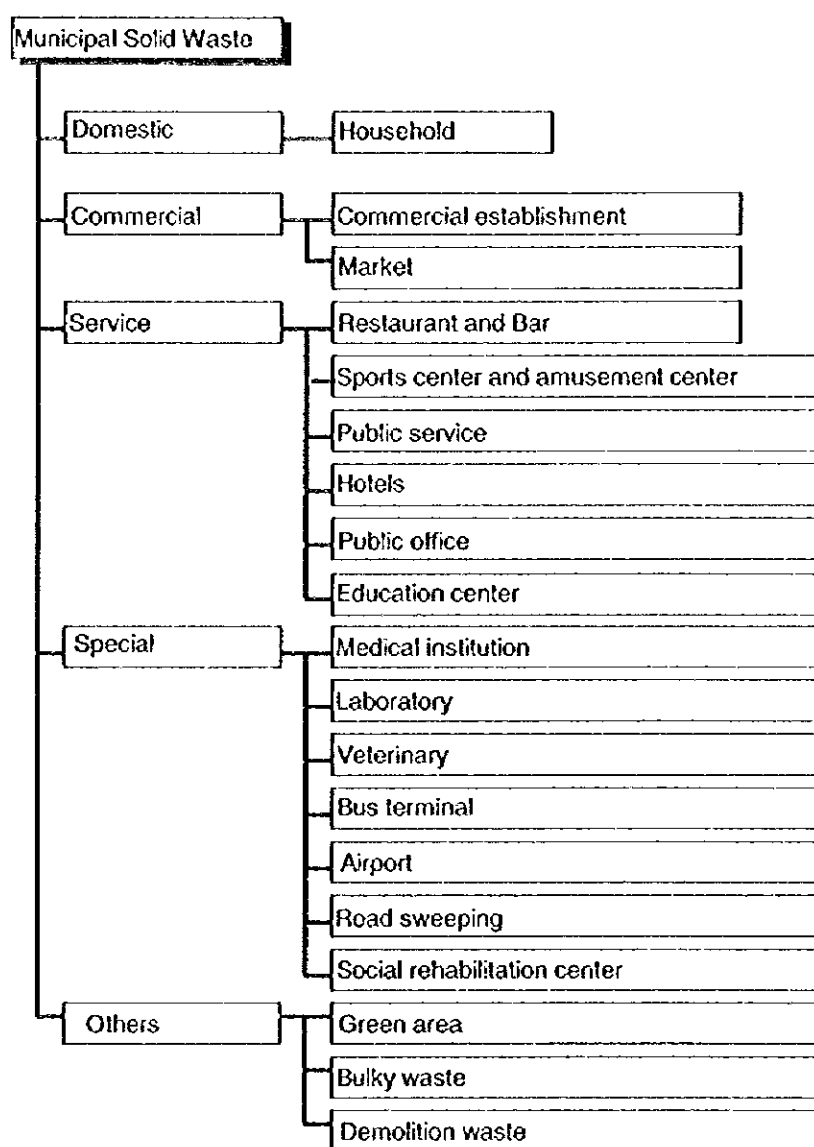 Municipal Solid Waste
Domestic
Household
Commercial
Commercial establishment
Market
Service
Restaurant and Bar
Sports center and amusement center
Public service
Hotels
Public office
Education center
Special
Medical institution
Laboratory
Veterinary
Bus terminal
Airport
Road sweeping
Social rehabilitation center
Others
Green area
Bulky waste
Demolition waste